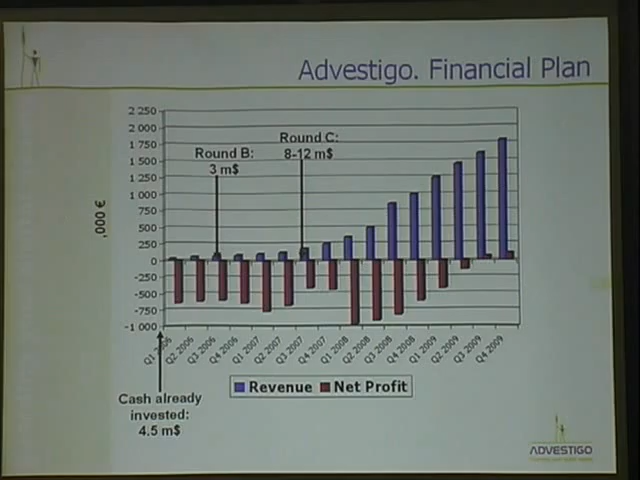 Advestigo. Financial Plan
,000 €
2 250
2 000
1 750
1 500
1 250
1 000
750
500
250
0
-250
-500
-750
-1 000
Round B:
3 m$
Round C:
8-12 m$
Q1 2006
Q2 2006
Q3 2006
Q4 2006
Q1 2007
Q2 2007
Q3 2007
Q4 2007
Q1 2008
Q2 2008
Q3 2008
Q4 2008
Q1 2009
Q2 2009
Q3 2009
Q4 2009
Revenue Net Profit
Cash already
invested:
4.5 m$
ADVESTIGO